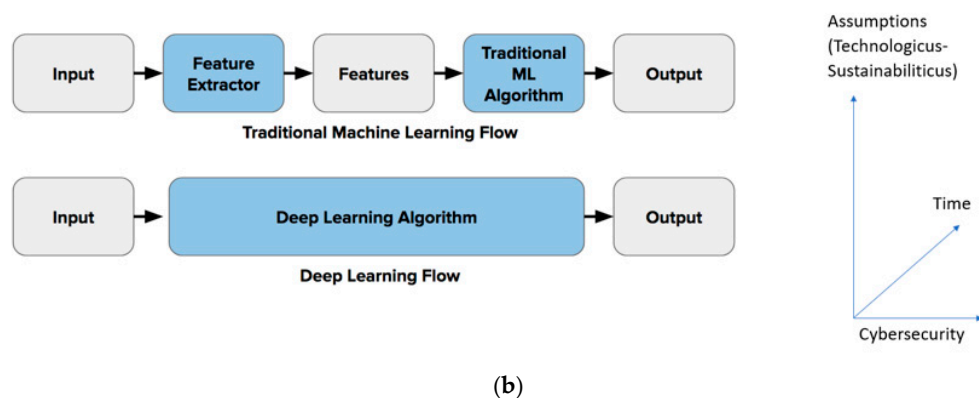 Input
Feature
Extractor
Features
Traditional
ML
Algorithm
Output
Traditional Machine Learning Flow
Input
Deep Learning Algorithm
Output
Deep Learning Flow
Assumptions
(Technologicus-
Sustainabiliticus)
Time
Cybersecurity
(b)